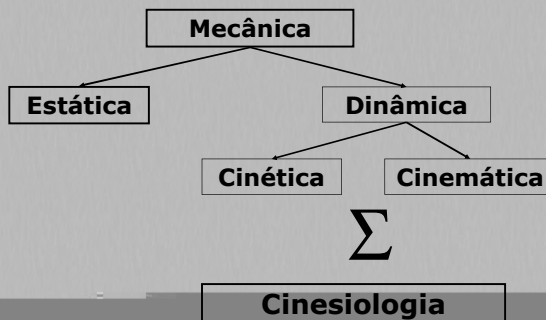 Mecânica
Estática
Dinâmica
Cinética
Cinemática
Σ
Cinesiologia